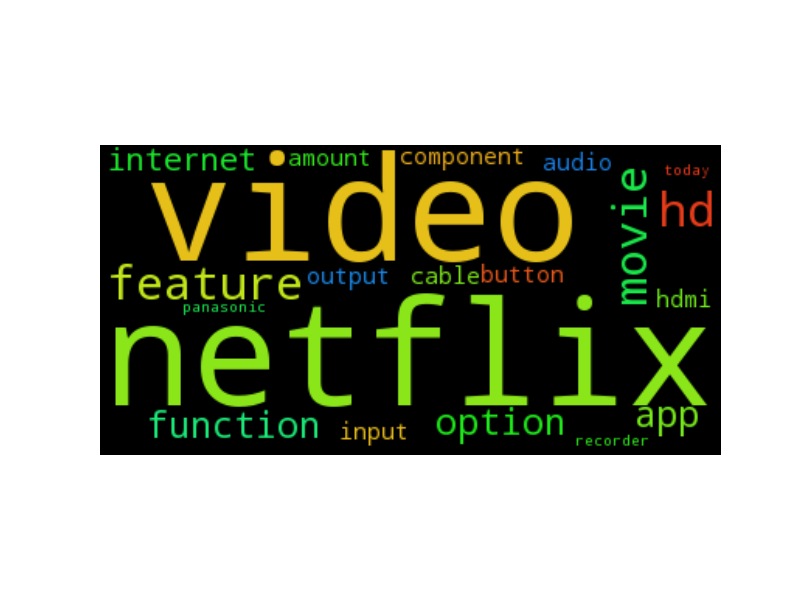 internet amount component audio today
video movie hd
feature output cable button hdmi
panasonic
netflix
function input option app
recorder